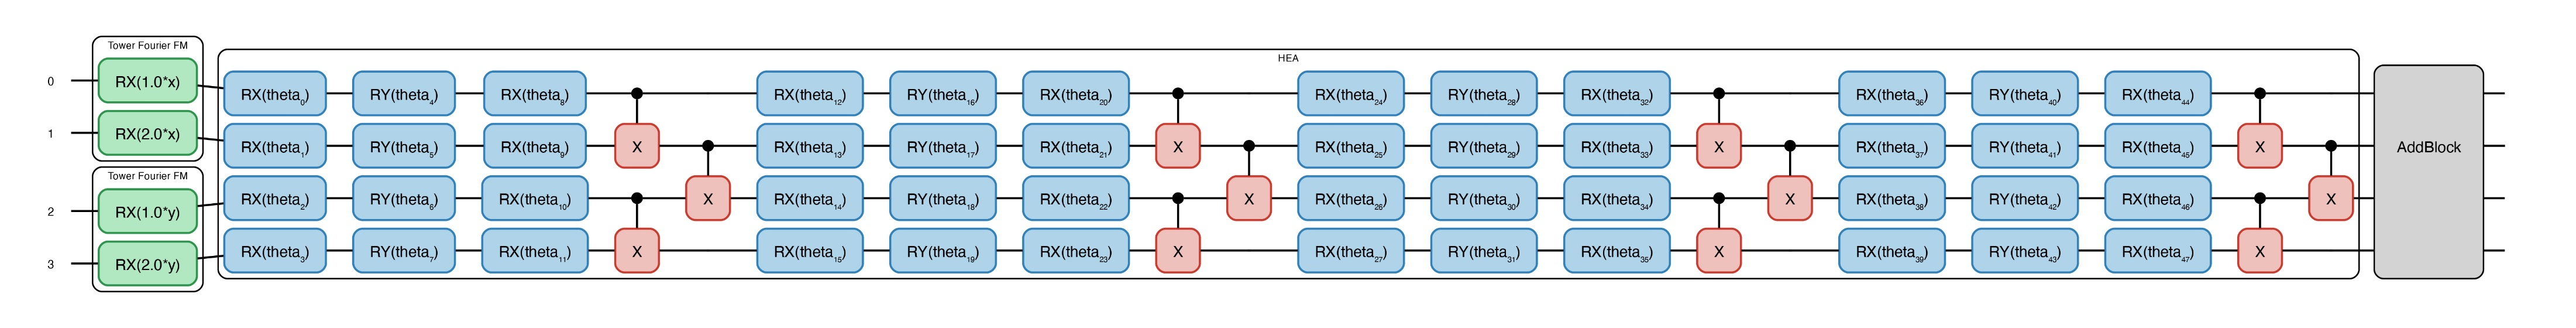 Tower Fourier FM
HEA
0 RX(1.0*x) RX(theta₀) RY(theta₄) RX(theta₈) RX(theta₁₂) RY(theta₁₆) RX(theta₂₀) RX(theta₂₄) RY(theta₂₈) RX(theta₃₂) RX(theta₃₆) RY(theta₄₀) RX(theta₄₄)
1 RX(2.0*x) RX(theta₁) RY(theta₅) RX(theta₉) X RX(theta₁₃) RY(theta₁₇) RX(theta₂₁) X RX(theta₂₅) RY(theta₂₉) RX(theta₃₃) X RX(theta₃₇) RY(theta₄₁) RX(theta₄₅) X AddBlock
Tower Fourier FM
2 RX(1.0*y) RX(theta₂) RY(theta₆) RX(theta₁₀) X RX(theta₁₄) RY(theta₁₈) RX(theta₂₂) X RX(theta₂₆) RY(theta₃₀) RX(theta₃₄) X RX(theta₃₈) RY(theta₄₂) RX(theta₄₆) X
3 RX(2.0*y) RX(theta₃) RY(theta₇) RX(theta₁₁) X RX(theta₁₅) RY(theta₁₉) RX(theta₂₃) X RX(theta₂₇) RY(theta₃₁) RX(theta₃₅) X RX(theta₃₉) RY(theta₄₃) RX(theta₄₇) X